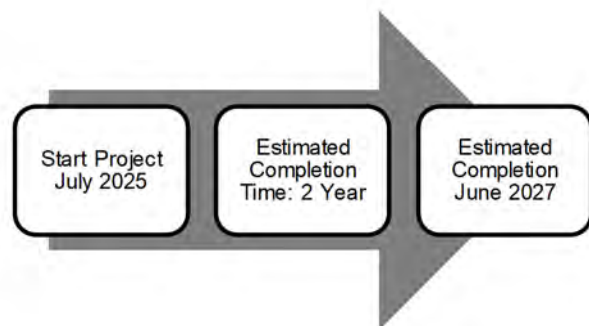 Start Project
July 2025
Estimated
Completion
Time: 2 Year
Estimated
Completion
June 2027